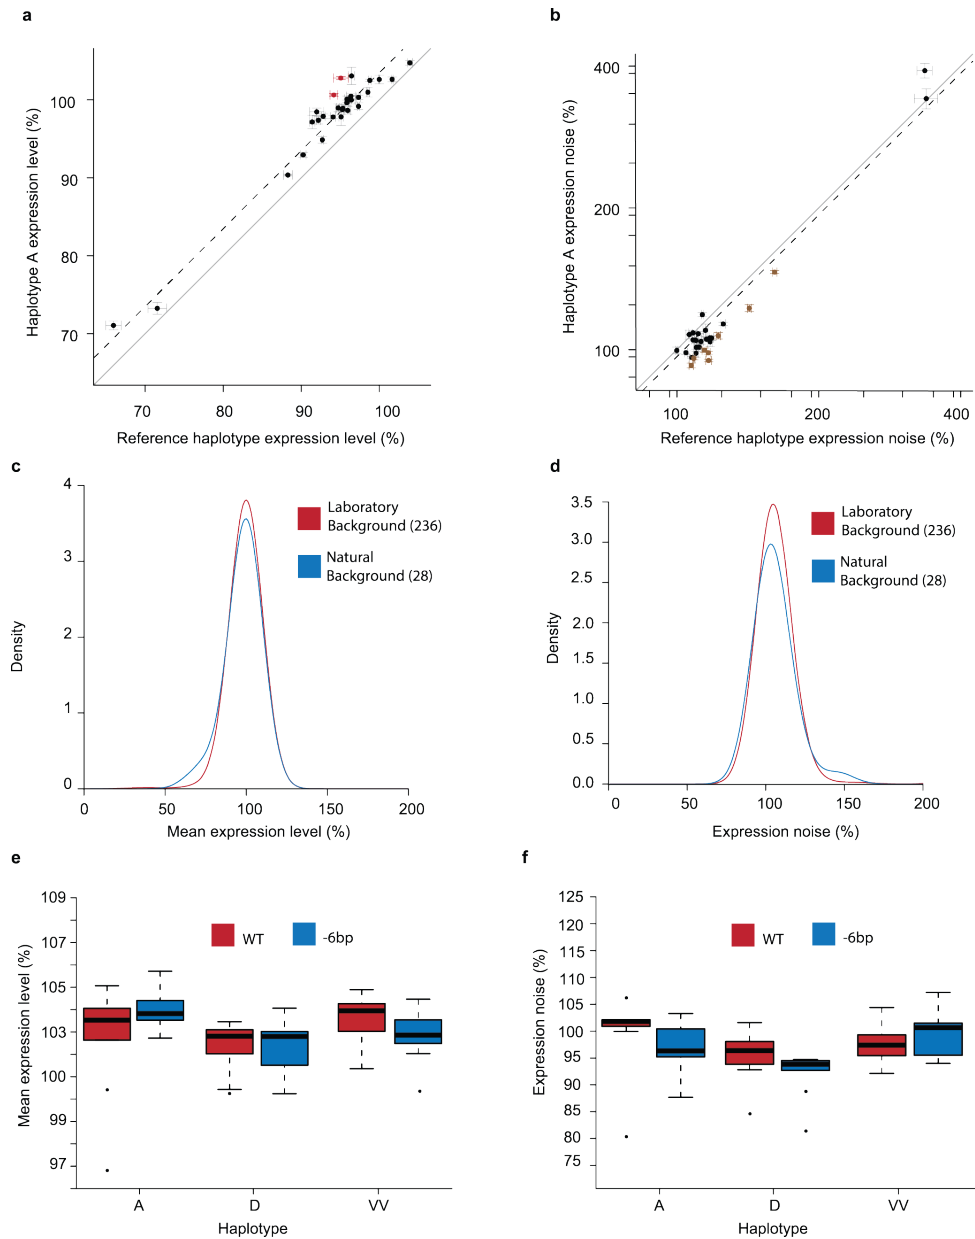 a
b
Haplotype A expression level (%)
100
90
80
70
70
80
90
100
Reference haplotype expression level (%)
Haplotype A expression noise (%)
400
200
100
100
200
400
Reference haplotype expression noise (%)
c
d
Density
4
3
2
1
0
0
50
100
150
200
Mean expression level (%)
Laboratory
Background (236)
Natural
Background (28)
Density
3.5
3.0
2.5
2.0
1.0
0.5
0.0
0
50
100
150
200
Expression noise (%)
Laboratory
Background (236)
Natural
Background (28)
e
f
Mean expression level (%)
109
107
105
104
103
100
99
97
WT
-6bp
A
D
VV
Haplotype
Expression noise (%)
125
120
115
110
105
100
95
90
85
80
75
WT
-6bp
A
D
VV
Haplotype